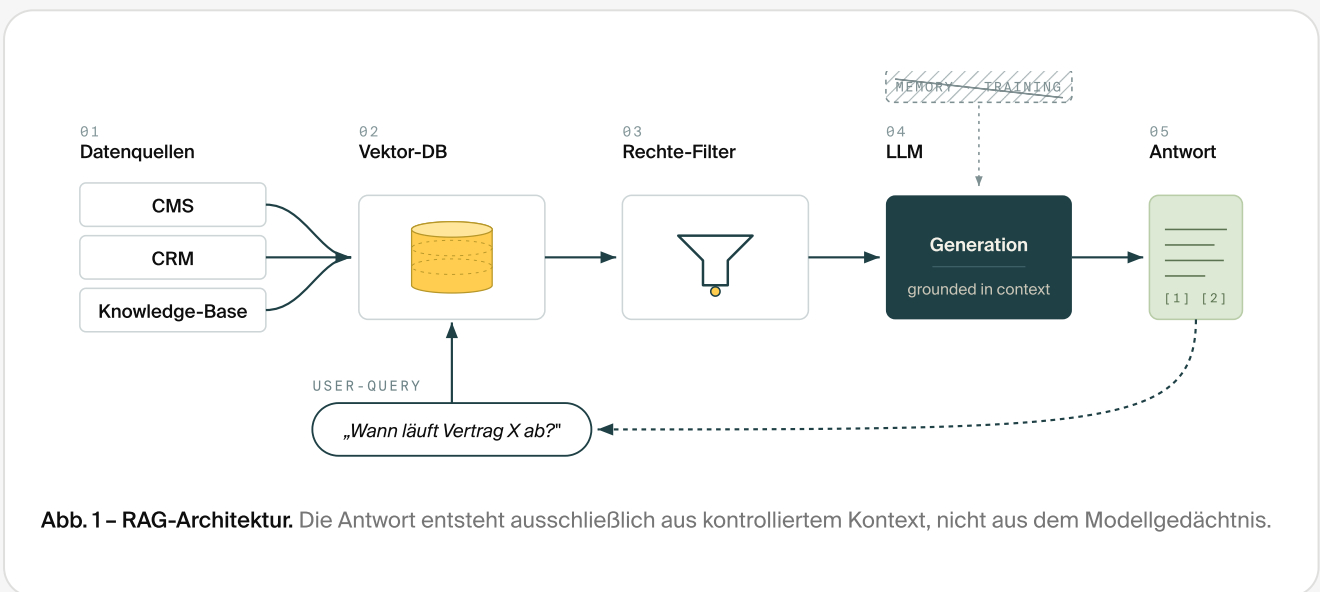 MEMORY TRAINING
01
Datenquellen
CMS
CRM
Knowledge-Base
02
Vektor-DB
03
Rechte-Filter
04
LLM
Generation
grounded in context
05
Antwort
[1] [2]
USER-QUERY
„Wann läuft Vertrag X ab?"
Abb. 1 – RAG-Architektur. Die Antwort entsteht ausschließlich aus kontrolliertem Kontext, nicht aus dem Modellgedächtnis.